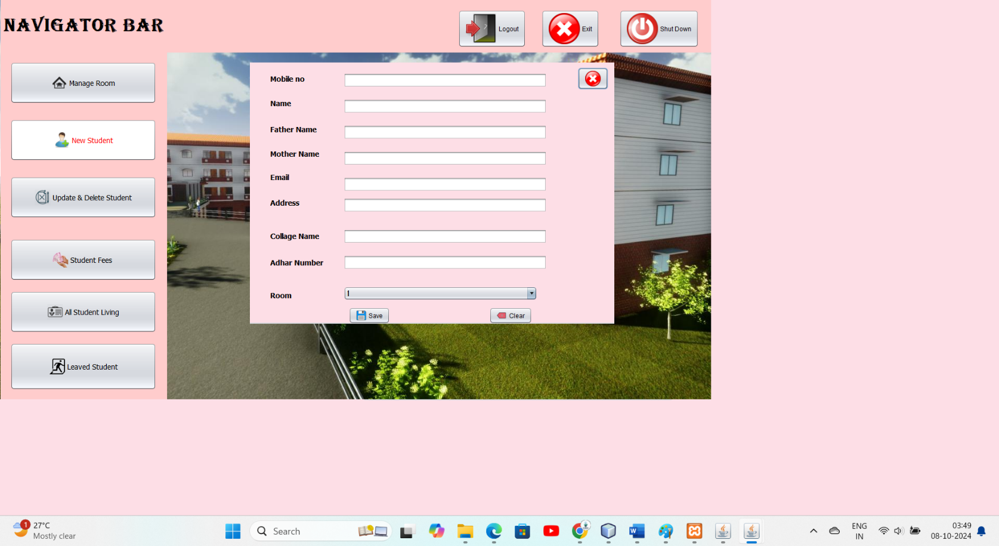 NAVIGATOR BAR
Logout
Exit
Shut Down
Manage Room
New Student
Update & Delete Student
Student Fees
All Student Living
Leaved Student
Mobile no
Name
Father Name
Mother Name
Email
Address
Collage Name
Adhar Number
Room
1
Save
Clear
1
27°C
Mostly clear
Search
W
ENG
IN
03:49
08-10-2024